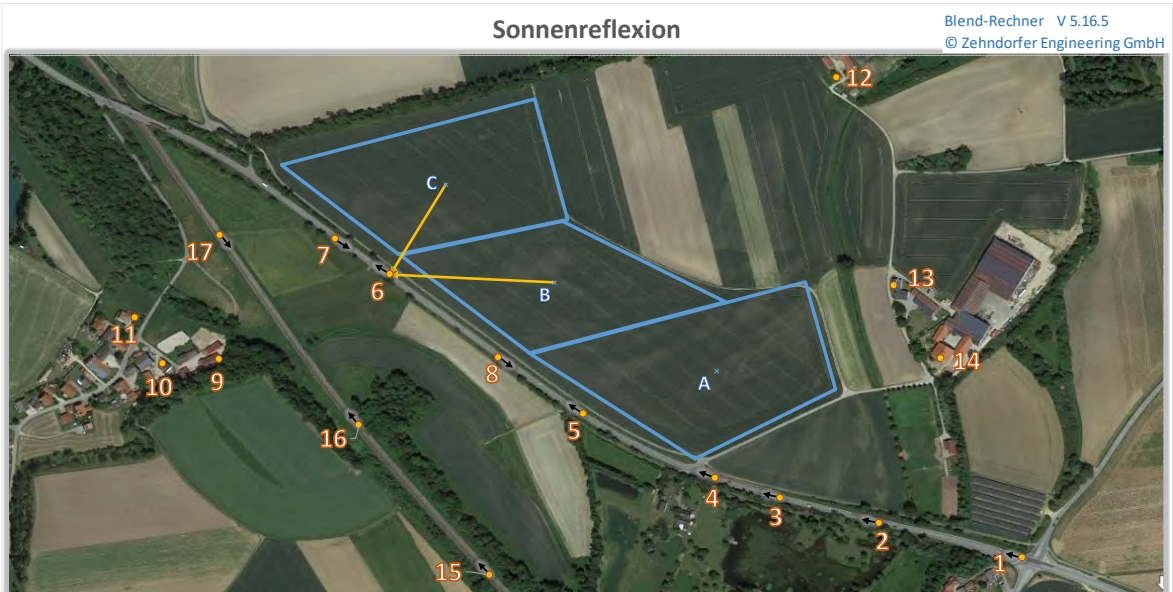 Sonnenreflexion
Blend-Rechner V 5.16.5
© Zehndorfer Engineering GmbH
12
C
17
7
6
B
13
11
10
9
8
A
14
5
16
4
3
2
15
1